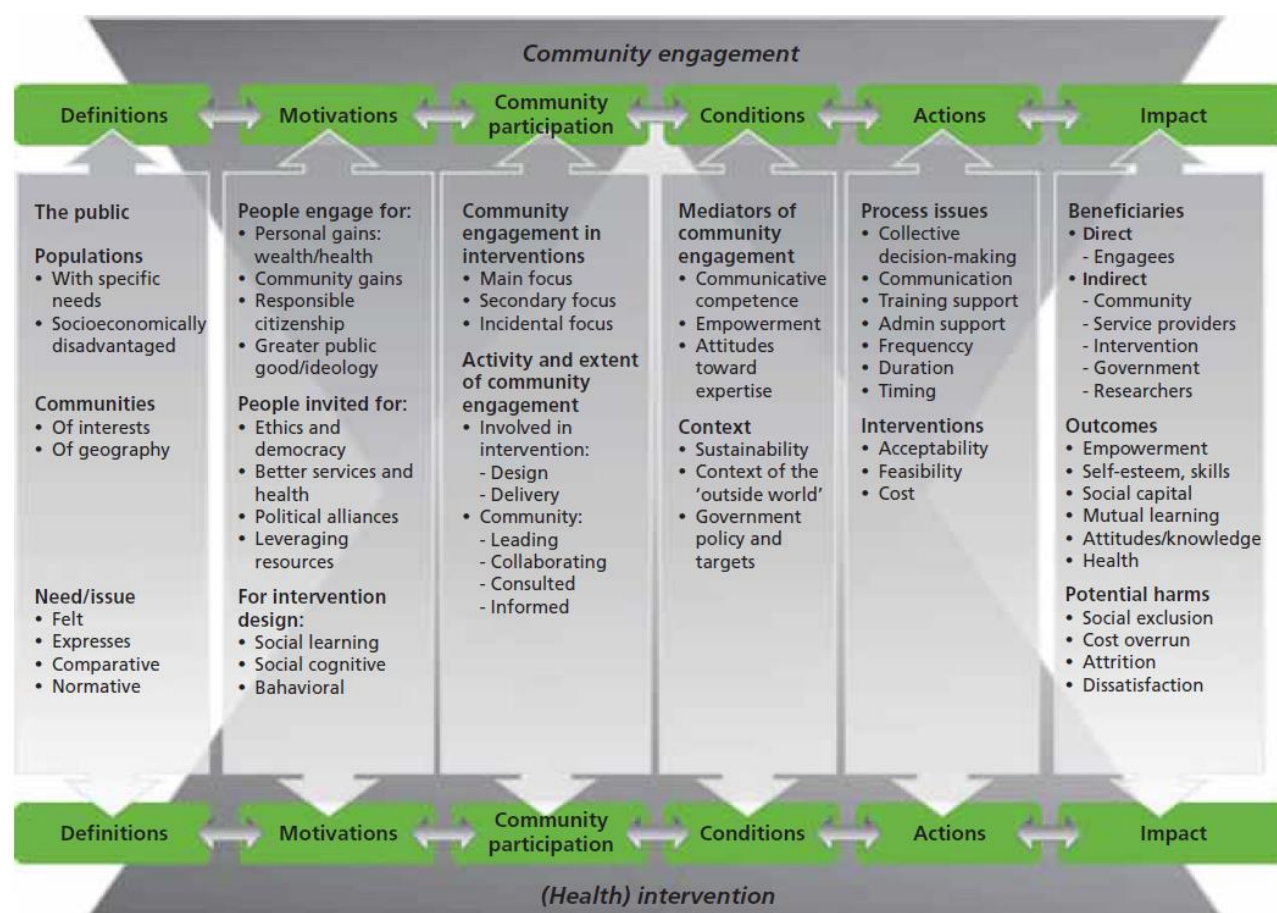 Community engagement
Definitions
Motivations
Community
participation
Conditions
Actions
Impact
The public
Populations
• With specific
needs
• Socioeconomically
disadvantaged
Communities
• Of interests
• Of geography
Need/issue
• Felt
• Expresses
• Comparative
• Normative
People engage for:
• Personal gains:
wealth/health
• Community gains
• Responsible
citizenship
• Greater public
good/ideology
People invited for:
• Ethics and
democracy
• Better services and
health
• Political alliances
• Leveraging
resources
For intervention
design:
• Social learning
• Social cognitive
• Bahavioral
Community
engagement in
interventions
• Main focus
• Secondary focus
• Incidental focus
Activity and extent
of community
engagement
• Involved in
intervention:
- Design
- Delivery
• Community:
- Leading
- Collaborating
- Consulted
- Informed
Mediators of
community
engagement
• Communicative
competence
• Empowerment
• Attitudes
toward
expertise
Context
• Sustainability
• Context of the
‘outside world’
• Government
policy and
targets
Process issues
• Collective
decision-making
• Communication
• Training support
• Admin support
• Frequenccy
• Duration
• Timing
Interventions
• Acceptability
• Feasibility
• Cost
Beneficiaries
• Direct
- Engagees
• Indirect
- Community
- Service providers
- Intervention
- Government
- Researchers
Outcomes
• Empowerment
• Self-esteem, skills
• Social capital
• Mutual learning
• Attitudes/knowledge
• Health
Potential harms
• Social exclusion
• Cost overrun
• Attrition
• Dissatisfaction
Definitions
Motivations
Community
participation
Conditions
Actions
Impact
(Health) intervention